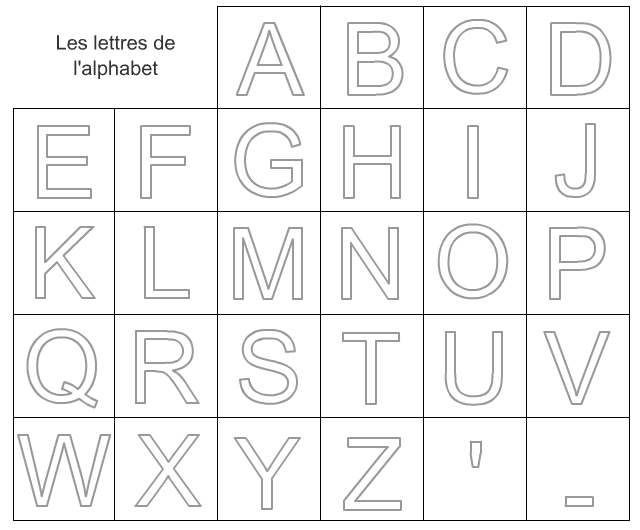 Les lettres de
l'alphabet
A B C D
E F G H I J
K L M N O P
Q R S T U V
W X Y Z ' _